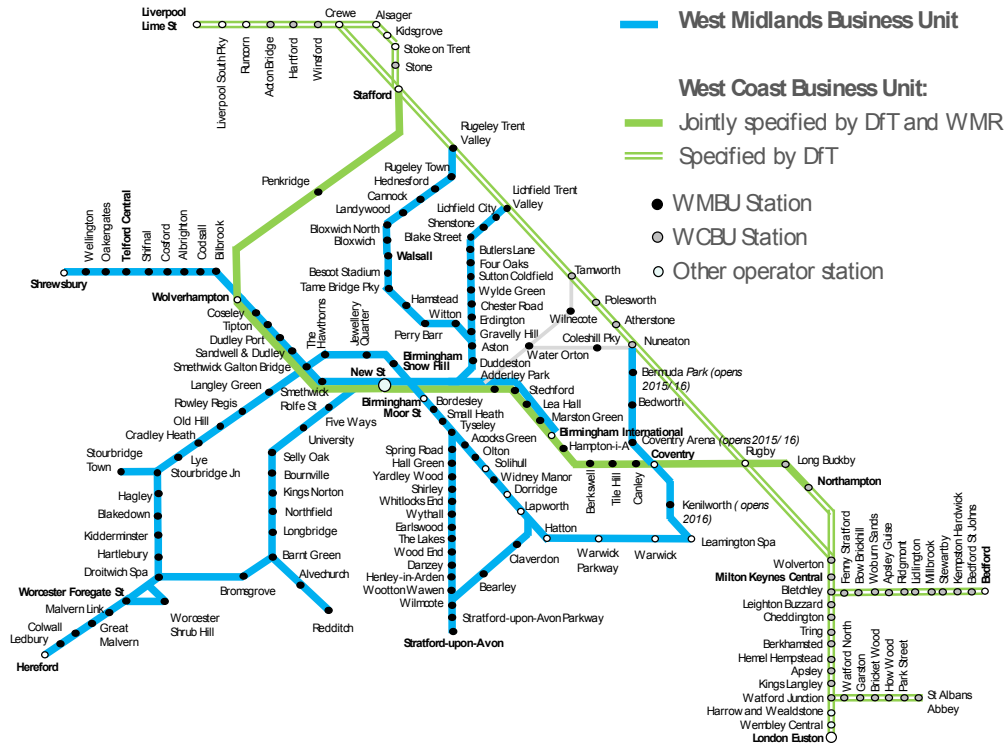 Liverpool
Lime St
Liverpool South Pky
Runcorn
Acton Bridge
Hartford
Winsford
Crewe
Alsager
Kidsgrove
Stoke on Trent
Stone
Stafford
West Midlands Business Unit
West Coast Business Unit:
Jointly specified by DfT and WMR
Specified by DfT
WMBU Station
WCBU Station
Other operator station
Penkridge
Rugeley Trent
Valley
Rugeley Town
Hednesford
Cannock
Landywood
Bloxwich North
Bloxwich
Walsall
Bescot Stadium
Tame Bridge Pky
Hamstead
Perry Barr
Witton
Lichfield Trent
Valley
Lichfield City
Shenstone
Blake Street
Butlers Lane
Four Oaks
Sutton Coldfield
Wylde Green
Chester Road
Erdington
Gravelly Hill
Aston
Duddeston
Shrewsbury
Wellington
Oakengates
Telford Central
Shifnal
Cosford
Albrighton
Codsall
Bilbrook
Wolverhampton
Coseley
Tipton
Dudley Port
Sandwell & Dudley
Smethwick Galton Bridge
Smethwick
Rolfe St
The
Hawthorns
Jewellery
Quarter
Birmingham
Snow Hill
New St
Birmingham
Moor St
Langley Green
Rowley Regis
Old Hill
Cradley Heath
Lye
Stourbridge
Town
Stourbridge Jn
Hagley
Blakedown
Kidderminster
Hartlebury
Droitwich Spa
Worcester Foregate St
Malvern Link
Colwall
Ledbury
Hereford
Great
Malvern
Worcester
Shrub Hill
Five Ways
University
Selly Oak
Bournville
Kings Norton
Northfield
Longbridge
Barnt Green
Bromsgrove
Alvechurch
Redditch
Tamworth
Polesworth
Atherstone
Nuneaton
Wilnecote
Coleshill Pky
Water Orton
Bermuda Park (opens
2015/ 16)
Bedworth
Coventry Arena (opens 2015/ 16)
Coventry
Kenilworth ( opens
2016)
Leamington Spa
Adderley Park
Stechford
Lea Hall
Marston Green
Birmingham International
Hampton-i-A
Berkswell
Tile Hill
Canley
Rugby
Long Buckby
Northampton
Bordesley
Small Heath
Tyseley
Acocks Green
Olton
Solihull
Widney Manor
Dorridge
Lapworth
Hatton
Warwick
Parkway
Warwick
Claverdon
Bearley
Spring Road
Hall Green
Yardley Wood
Shirley
Whitlocks End
Wythall
Earlswood
The Lakes
Wood End
Danzey
Henley-in-Arden
Wootton Wawen
Wilmcote
Stratford-upon-Avon Parkway
Stratford-upon-Avon
Wolverton
Milton Keynes Central
Bletchley
Fenny Stratford
Bow Brickhill
Woburn Sands
Apsley Guise
Ridgmont
Lidlington
Millbrook
Stewartby
Kempston Hardwick
Bedford St Johns
Bedford
Leighton Buzzard
Cheddington
Tring
Berkhamsted
Hemel Hempstead
Apsley
Kings Langley
Watford Junction
Watford North
Garston
Bricket Wood
How Wood
Park Street
St Albans
Abbey
Harrow and Wealdstone
Wembley Central
London Euston